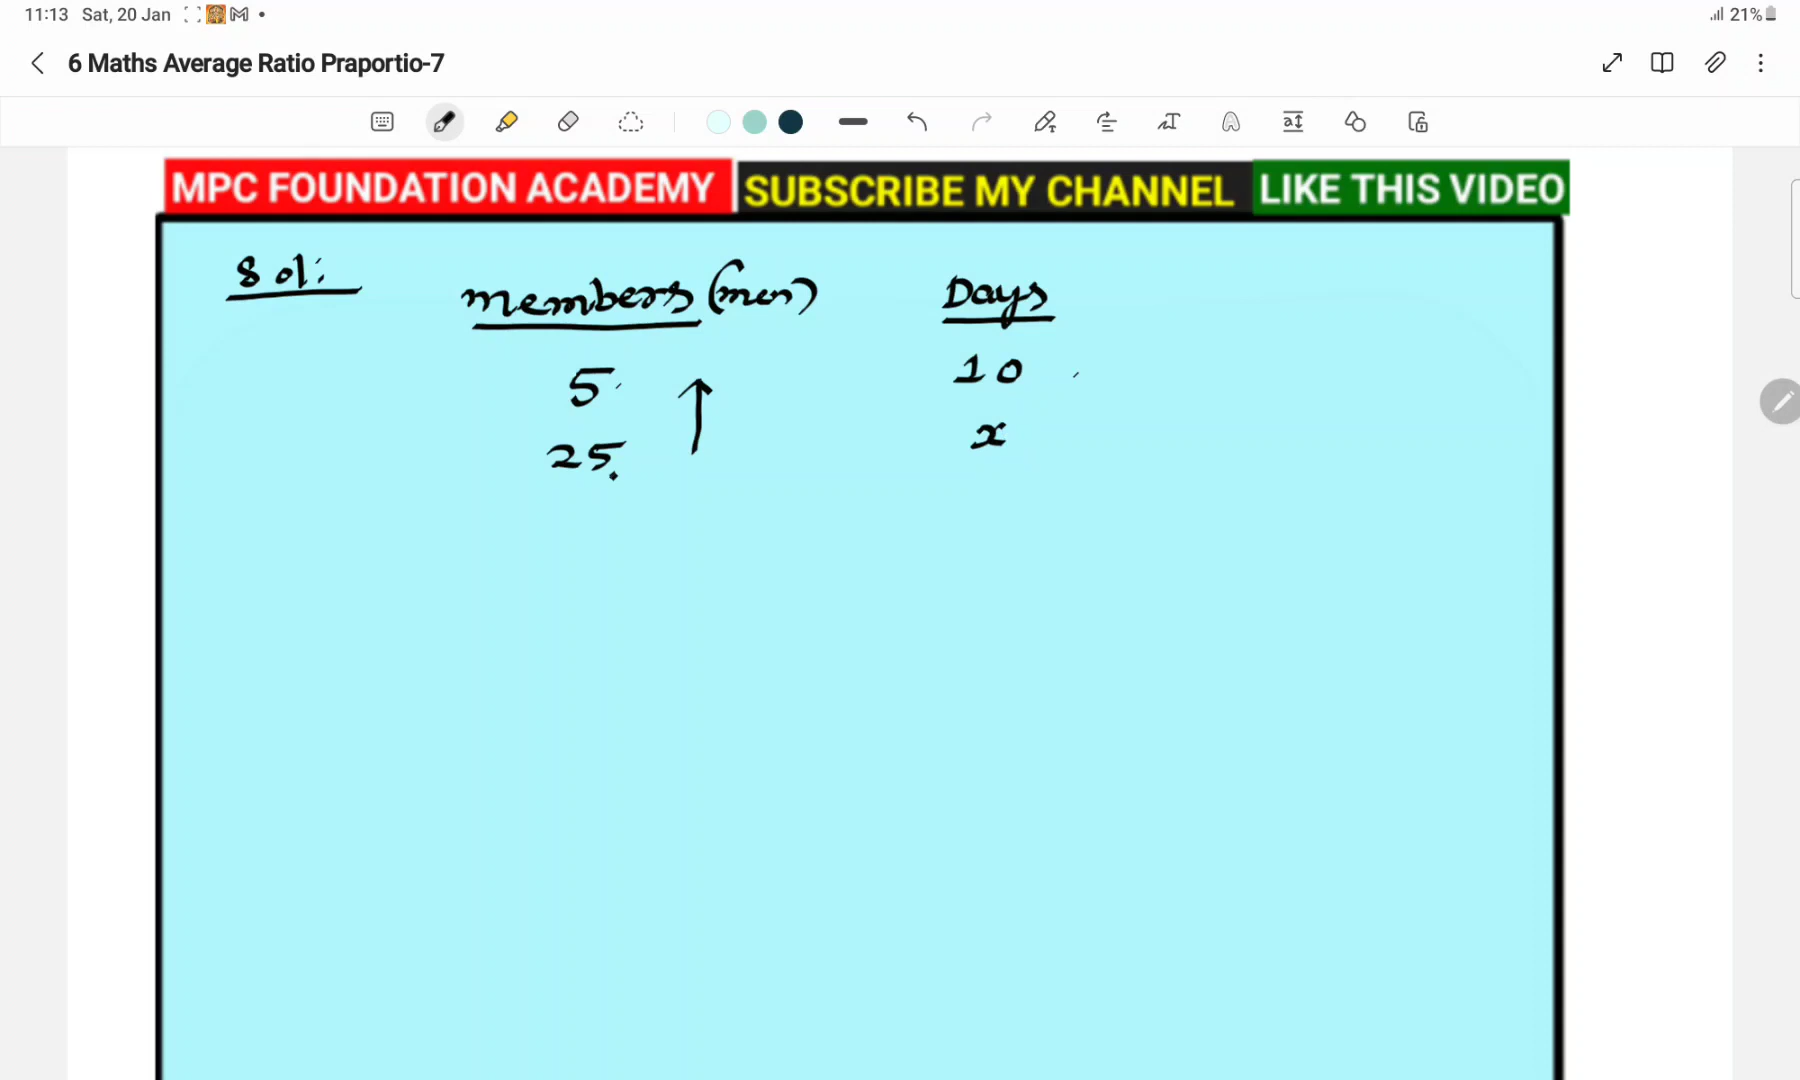 11:13 Sat, 20 Jan
21%
6 Maths Average Ratio Praportio-7
MPC FOUNDATION ACADEMY SUBSCRIBE MY CHANNEL LIKE THIS VIDEO
Sol:
members (men) Days
5 10
25 x